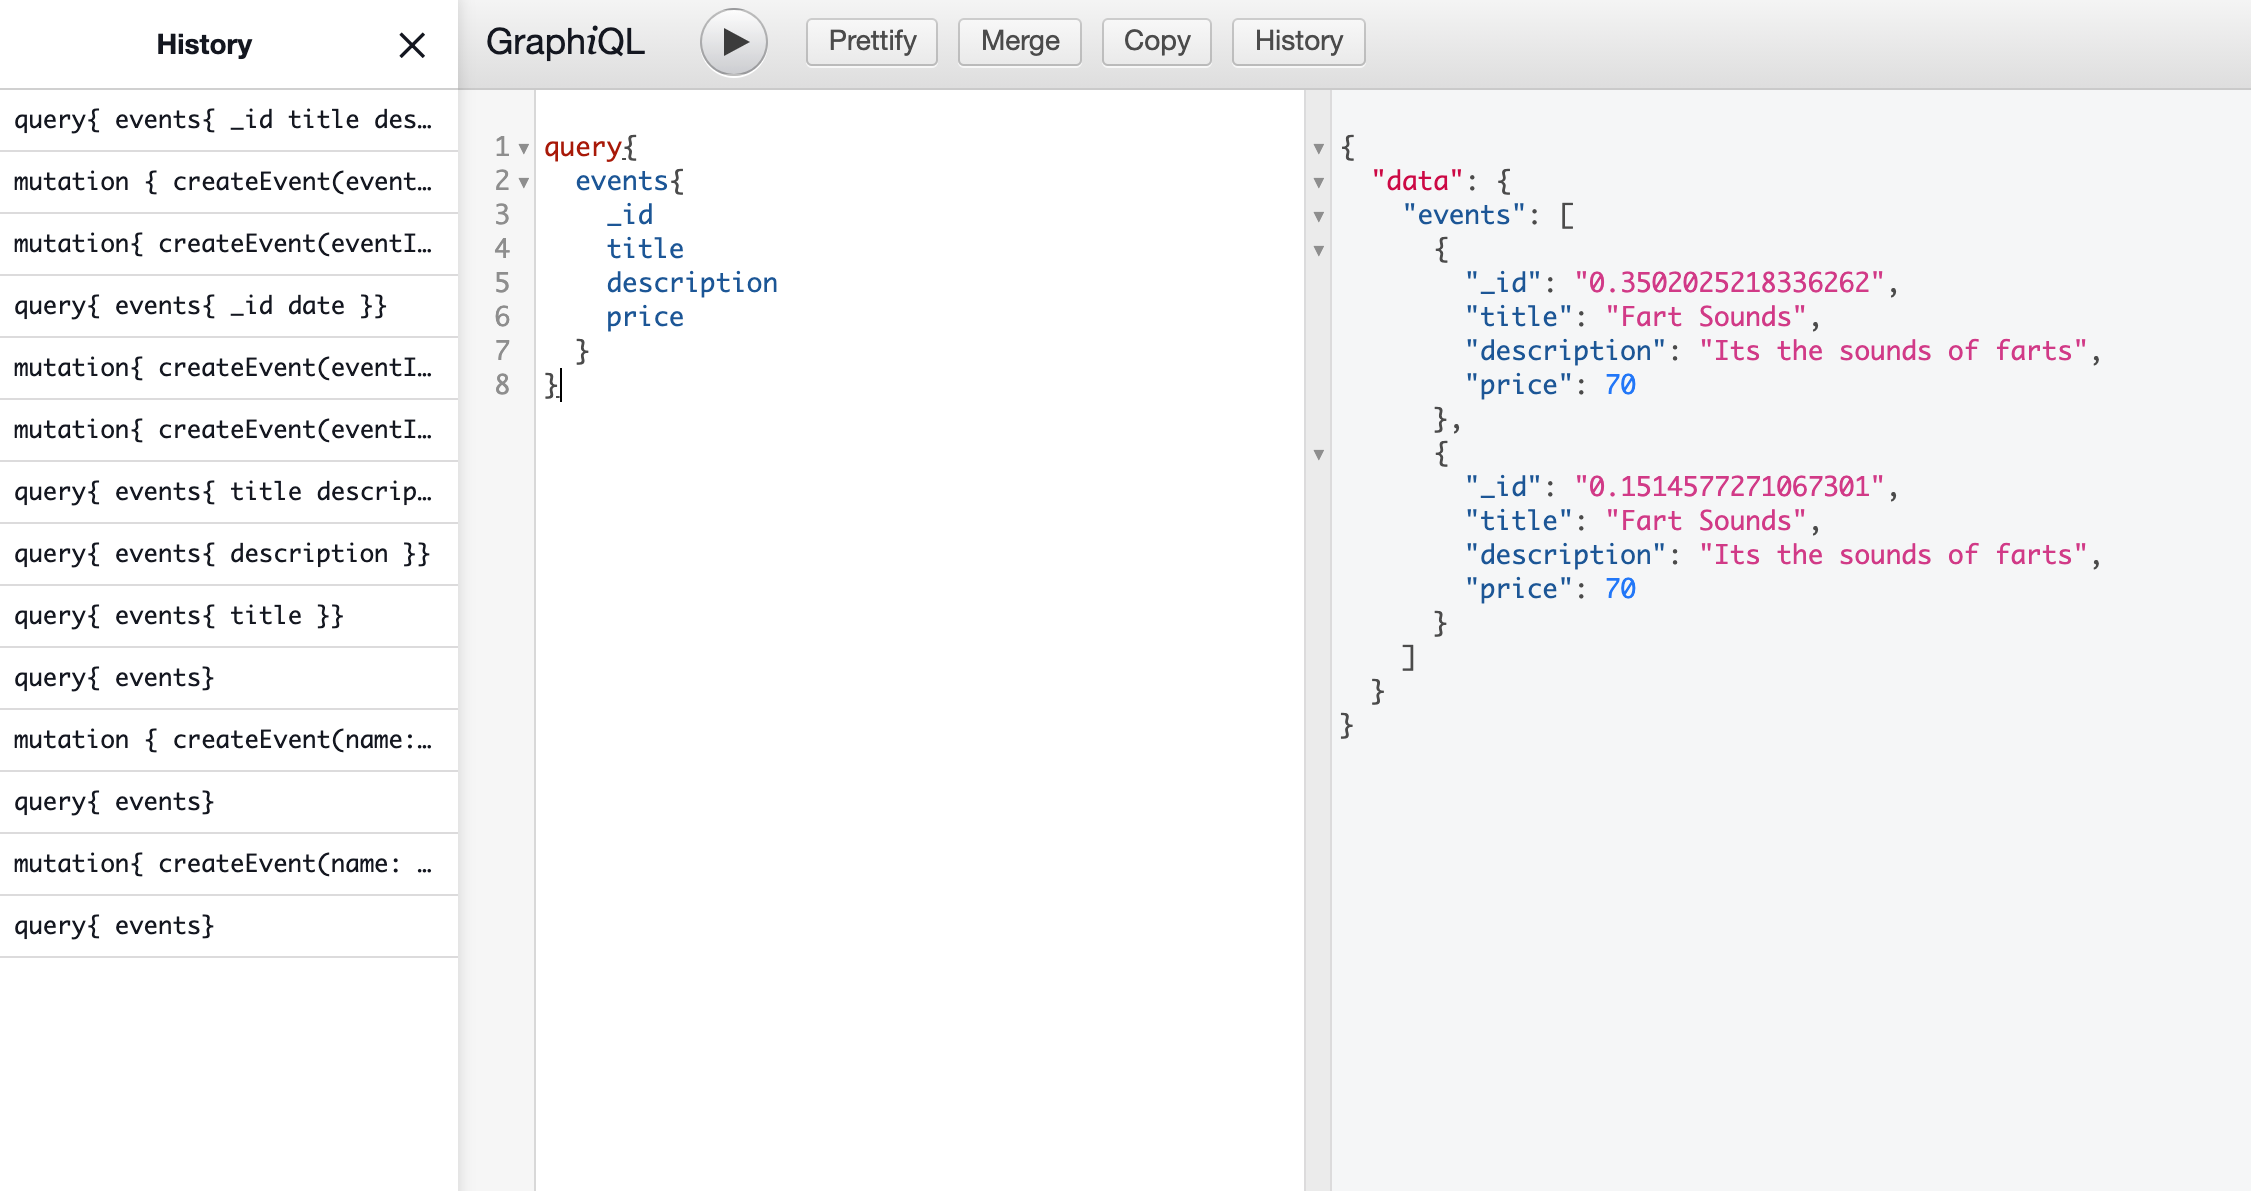 History
query{ events{ _id title des…
mutation { createEvent(event…
mutation{ createEvent(eventI…
query{ events{ _id date }}
mutation{ createEvent(eventI…
mutation{ createEvent(eventI…
query{ events{ title descrip…
query{ events{ description }}
query{ events{ title }}
query{ events}
mutation { createEvent(name:…
query{ events}
mutation{ createEvent(name: …
query{ events}
GraphiQL Prettify Merge Copy History
1 query{
2 events{
3 _id
4 title
5 description
6 price
7 }
8 }
{
"data": {
"events": [
{
"_id": "0.3502025218336262",
"title": "Fart Sounds",
"description": "Its the sounds of farts",
"price": 70
},
{
"_id": "0.1514577271067301",
"title": "Fart Sounds",
"description": "Its the sounds of farts",
"price": 70
}
]
}
}